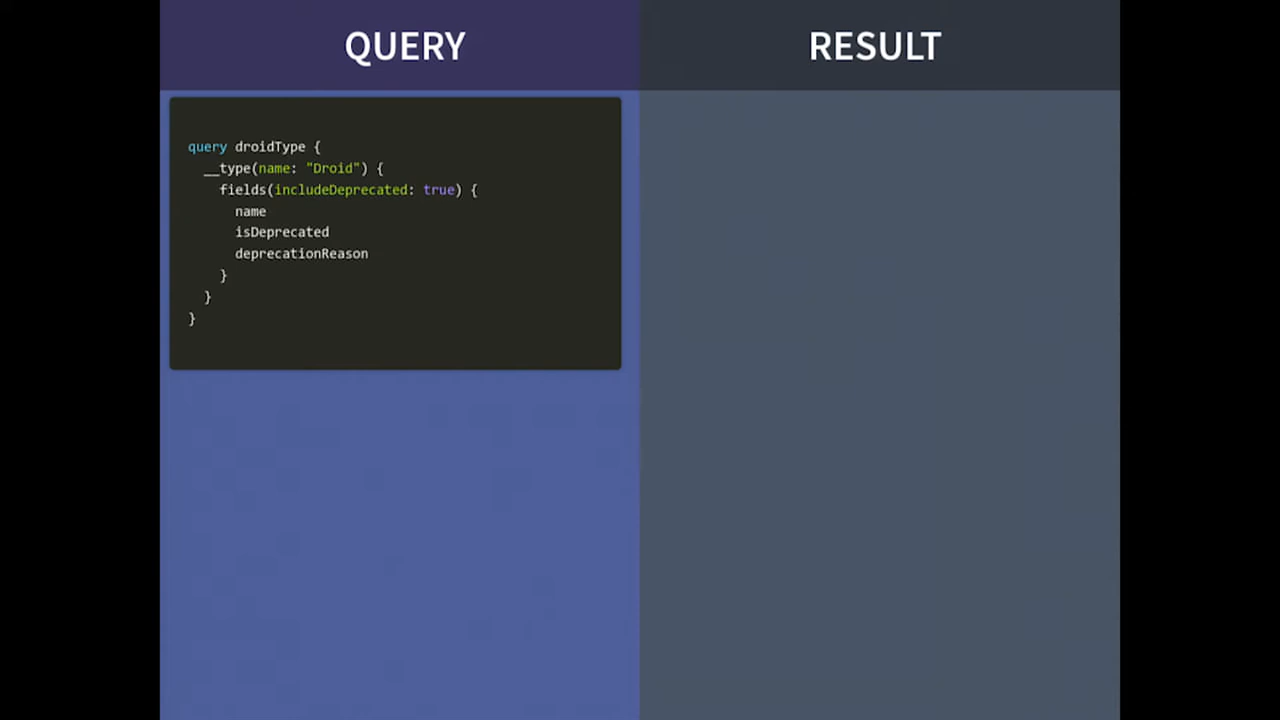 QUERY
RESULT
query droidType {
  __type(name: "Droid") {
    fields(includeDeprecated: true) {
      name
      isDeprecated
      deprecationReason
    }
  }
}